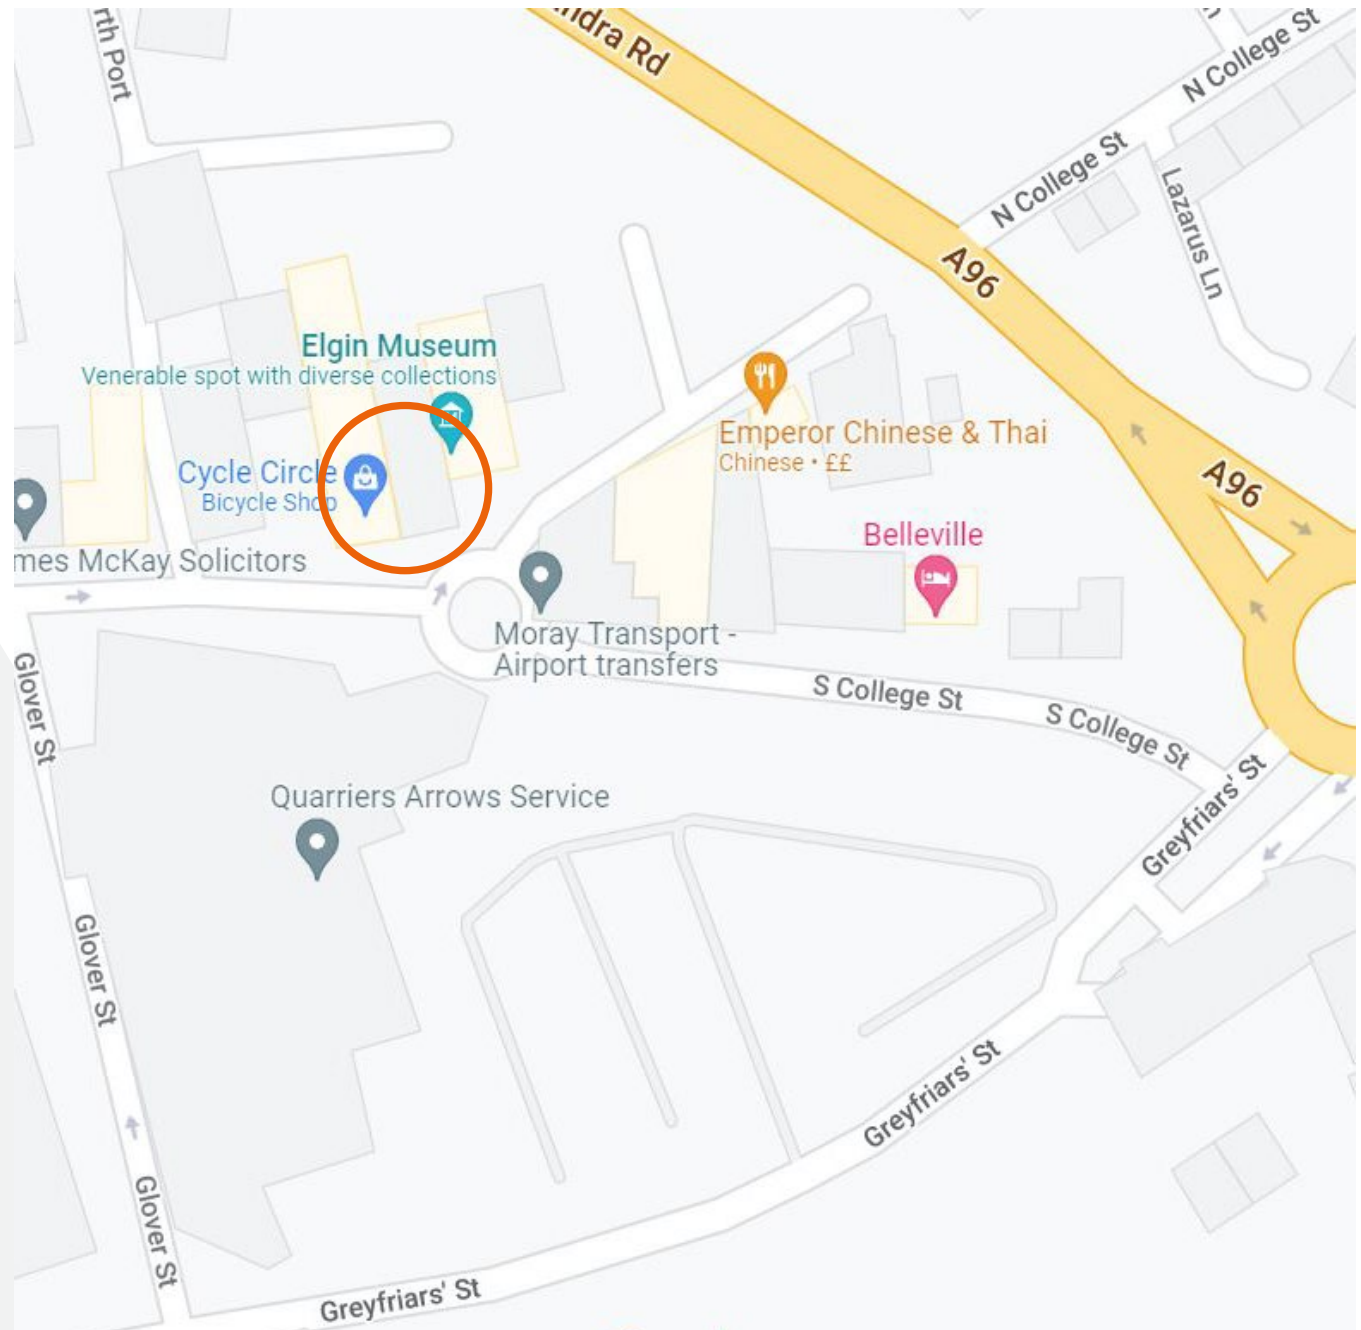 rth Port
ndra Rd
N College St
N College St
Lazarus Ln
A96
Elgin Museum
Venerable spot with diverse collections
Emperor Chinese & Thai
Chinese • ££
Cycle Circle
Bicycle Shop
A96
Belleville
mes McKay Solicitors
Moray Transport -
Airport transfers
Glover St
S College St
S College St
Greyfriars' St
Quarriers Arrows Service
Glover St
Greyfriars' St
Glover St
Greyfriars' St